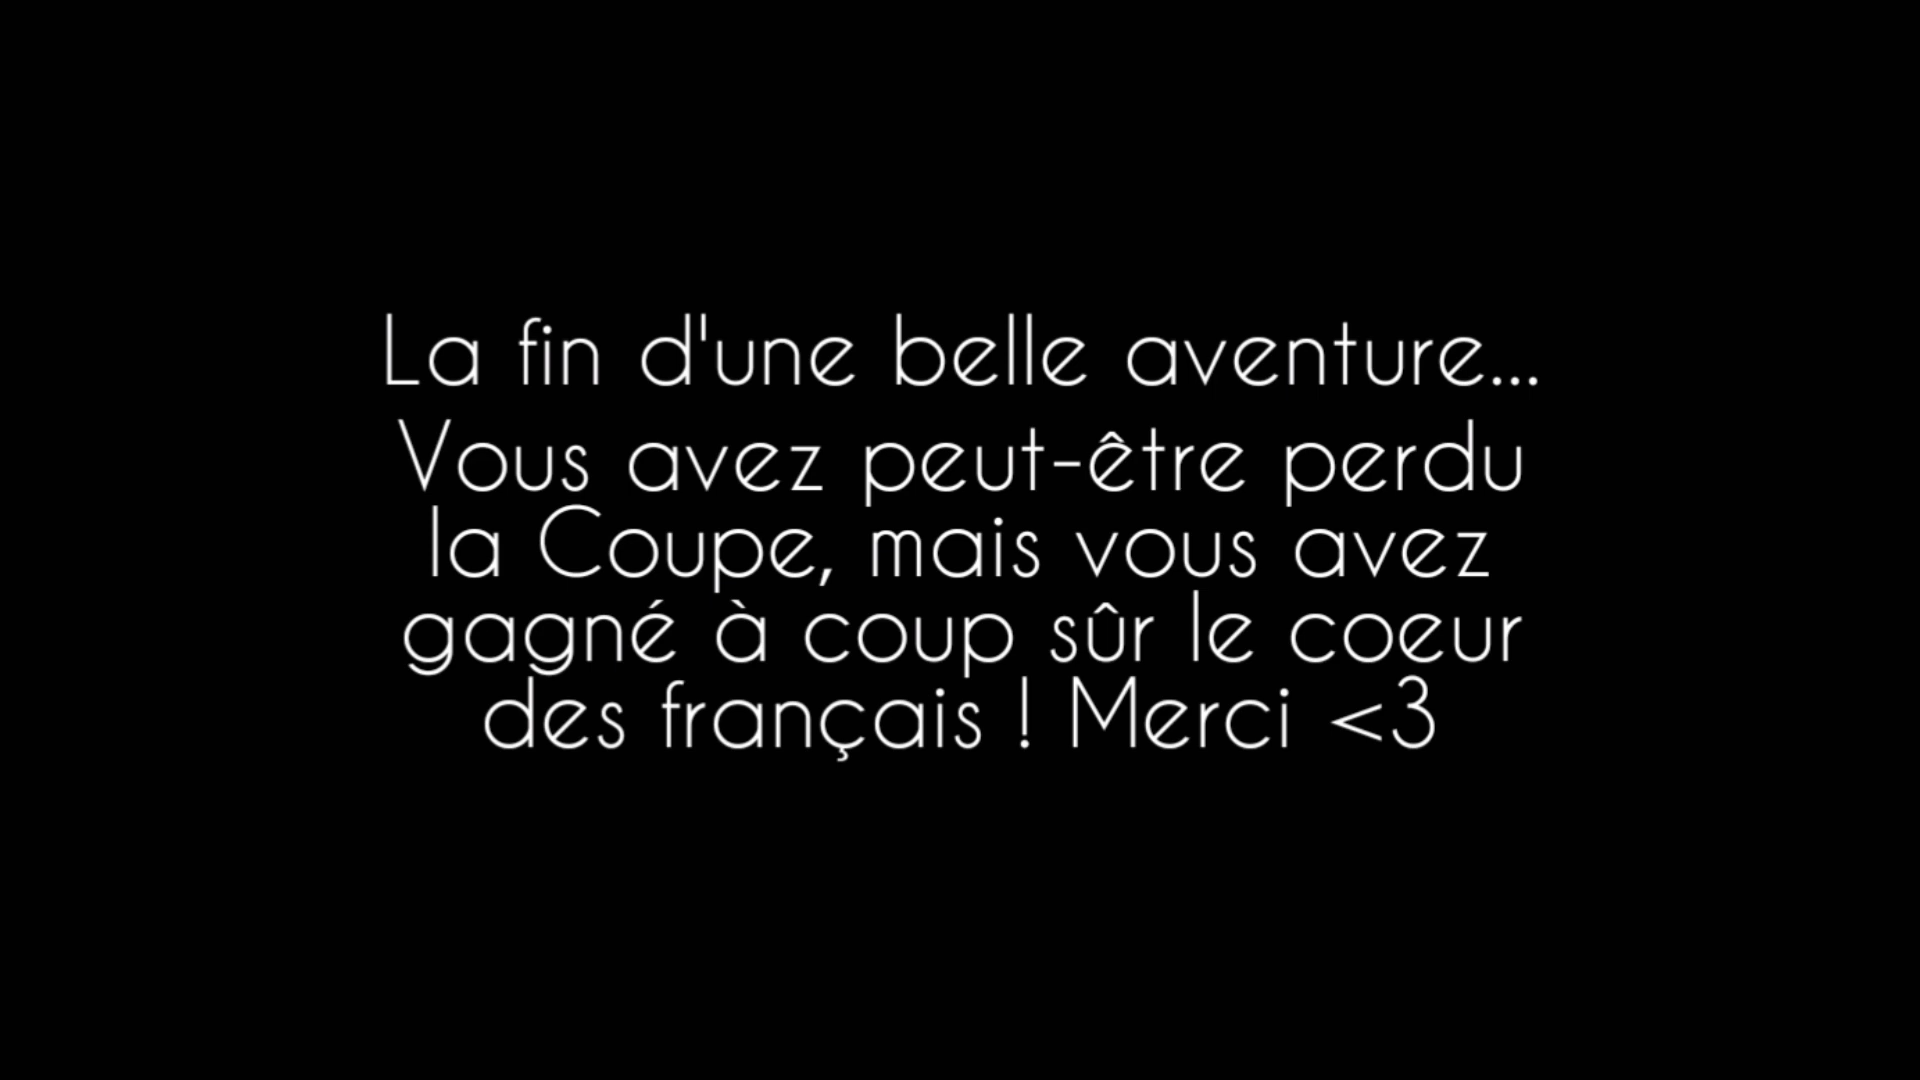 La fin d'une belle aventure...
Vous avez peut-être perdu
la Coupe, mais vous avez
gagné à coup sûr le coeur
des français ! Merci <3